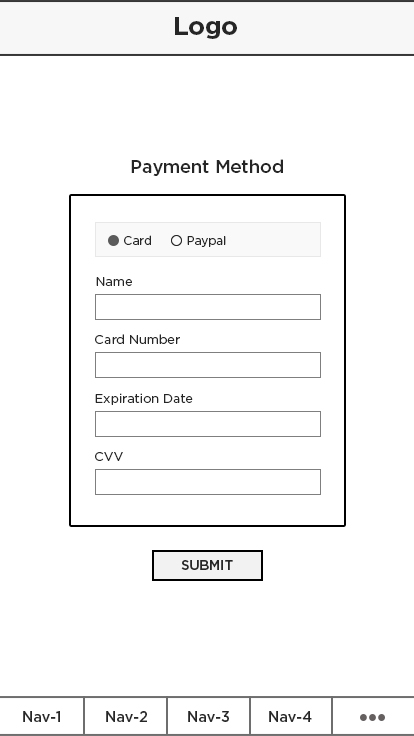 Logo
Payment Method
Card Paypal
Name
Card Number
Expiration Date
CVV
SUBMIT
Nav-1 Nav-2 Nav-3 Nav-4